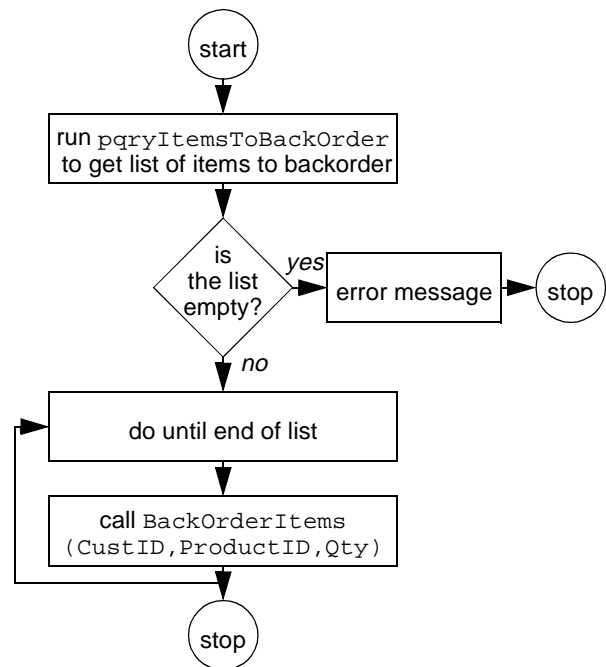 start
run pqryItemsToBackOrder
to get list of items to backorder
is
the list
empty?
yes
error message
stop
no
do until end of list
call BackOrderItems
(CustID,ProductID,Qty)
stop